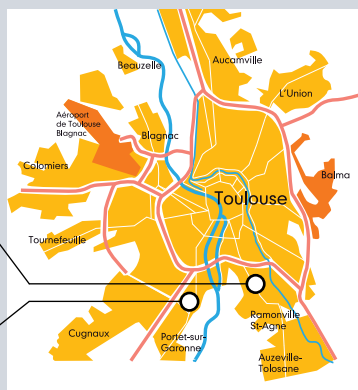 Aucamville
Beauzelle
L'Union
Aéroport
de Toulouse
Blagnac
Blagnac
Colomiers
Balma
Toulouse
Tournefeuille
Ramonville
St-Agne
Cugnaux
Portet-sur-
Garonne
Auzeville-
Tolosane